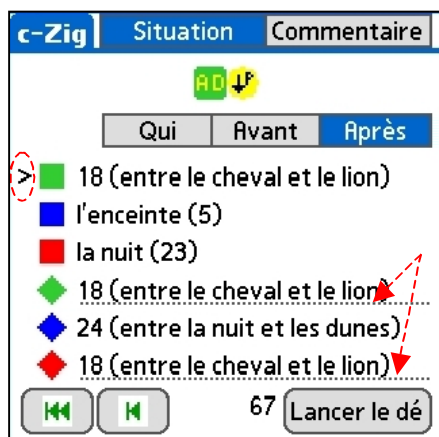 c-Zig Situation Commentaire
AD P
Qui Avant Après
> 18 (entre le cheval et le lion)
l'enceinte (5)
la nuit (23)
18 (entre le cheval et le lion)
24 (entre la nuit et les dunes)
18 (entre le cheval et le lion)
67 Lancer le dé